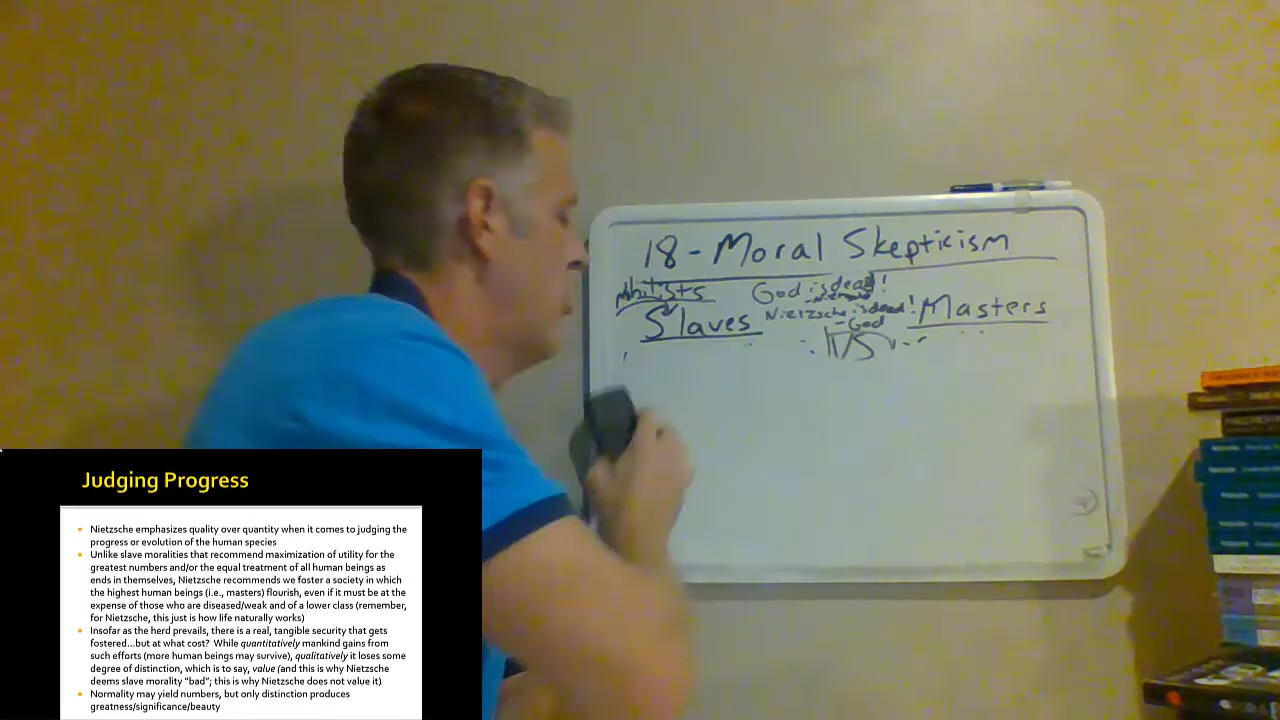 18 - Moral Skepticism
God is dead!
Nietzsche is dead!
- God
Slaves
VS
Masters
Judging Progress
Nietzsche emphasizes quality over quantity when it comes to judging the
progress or evolution of the human species
Unlike slave moralities that recommend maximization of utility for the
greatest numbers and/or the equal treatment of all human beings as
ends in themselves, Nietzsche recommends we foster a society in which
the highest human beings (i.e., masters) flourish, even if it must be at the
expense of those who are diseased/weak and of a lower class (remember,
for Nietzsche, this just is how life naturally works)
Insofar as the herd prevails, there is a real, tangible security that gets
fostered...but at what cost? While quantitatively mankind gains from
such efforts (more human beings may survive), qualitatively it loses some
degree of distinction, which is to say, value (and this is why Nietzsche
deems slave morality "bad"; this is why Nietzsche does not value it)
Normality may yield numbers, but only distinction produces
greatness/significance/beauty